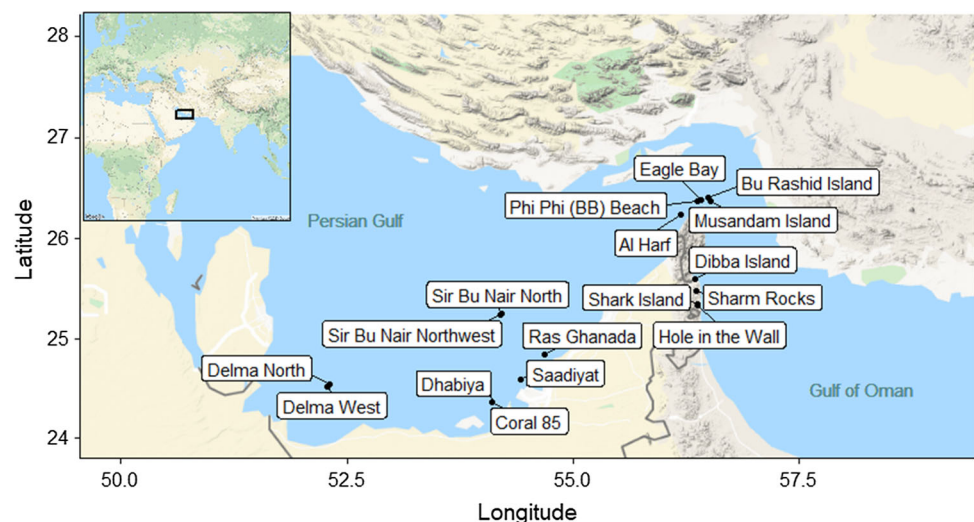 28
27
26
25
24
Latitude
Persian Gulf
Eagle Bay
Bu Rashid Island
Phi Phi (BB) Beach
Musandam Island
Al Harf
Dibba Island
Sir Bu Nair North
Shark Island
Sharm Rocks
Sir Bu Nair Northwest
Ras Ghanada
Hole in the Wall
Delma North
Dhabiya
Saadiyat
Delma West
Coral 85
Gulf of Oman
50.0
52.5
55.0
57.5
Longitude